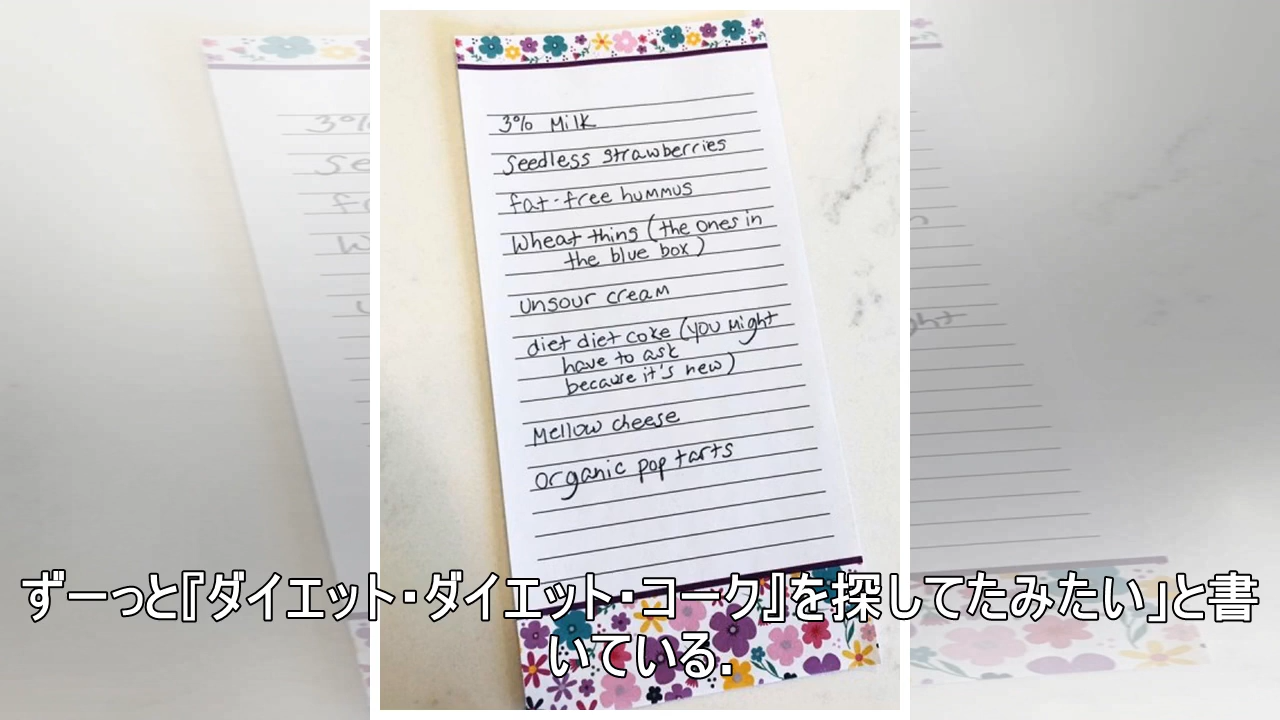 3% Milk
Seedless strawberries
fat-free hummus
Wheat thing (the ones in
the blue box)
unsour cream
diet diet coke (you might
have to ask
because it's new)
Mellow cheese
organic pop tarts
ずーっと『ダイエット・ダイエット・コーク』を探してたみたい」と書
いている.